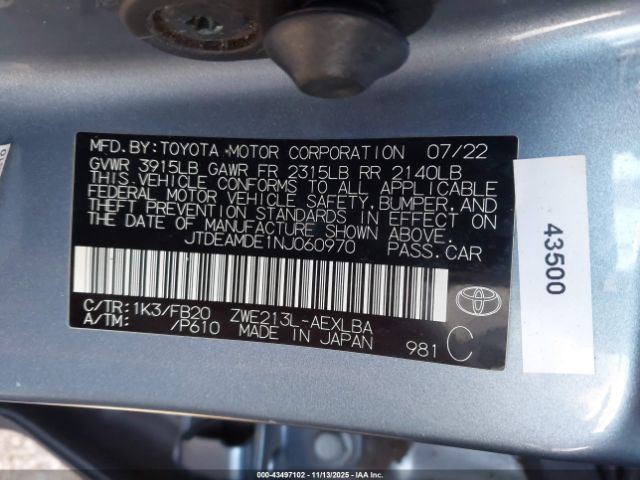 MFD. BY: TOYOTA MOTOR CORPORATION 07/22
GVWR 3915LB GAWR FR 2315LB RR 2140LB
THIS VEHICLE CONFORMS TO ALL APPLICABLE
FEDERAL MOTOR VEHICLE SAFETY, BUMPER, AND
THEFT PREVENTION STANDARDS IN EFFECT ON
THE DATE OF MANUFACTURE SHOWN ABOVE.
JTDEAMDE1NJ060970 PASS. CAR
C/TR: 1K3/FB20 ZWE213L-AEXLBA
A/TM: /P610 MADE IN JAPAN 981 C
43500
000-43497102 — 11/13/2025 — IAAI.COM